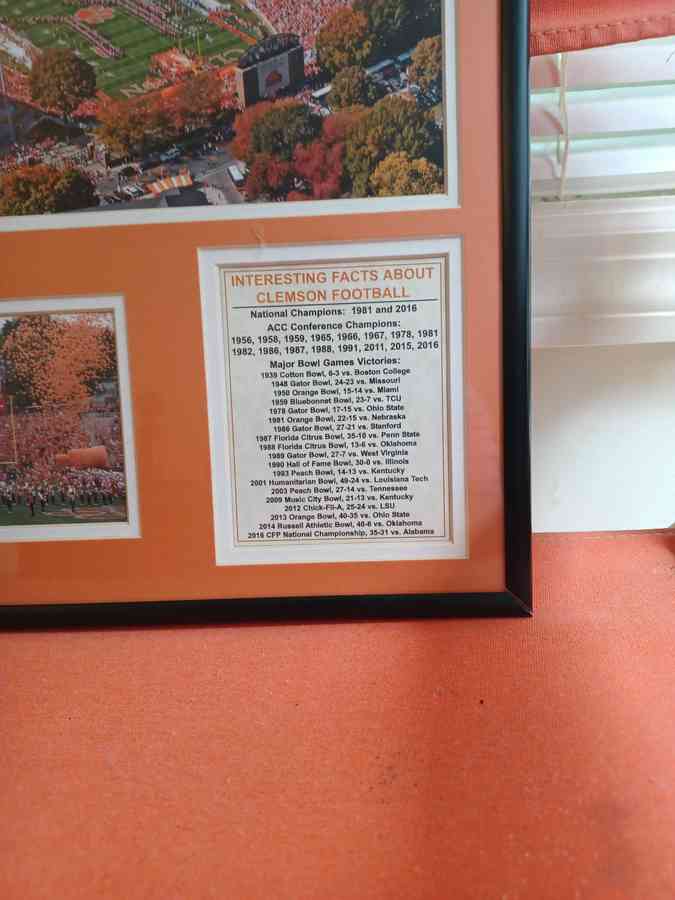 INTERESTING FACTS ABOUT
CLEMSON FOOTBALL
National Champions: 1981 and 2016
ACC Conference Champions:
1956, 1958, 1959, 1965, 1966, 1967, 1978, 1981
1982, 1986, 1987, 1988, 1991, 2011, 2015, 2016
Major Bowl Games Victories:
1939 Cotton Bowl, 6-3 vs. Boston College
1948 Gator Bowl, 24-23 vs. Missouri
1950 Orange Bowl, 15-14 vs. Miami
1959 Bluebonnet Bowl, 23-7 vs. TCU
1978 Gator Bowl, 17-15 vs. Ohio State
1981 Orange Bowl, 22-15 vs. Nebraska
1986 Gator Bowl, 27-21 vs. Stanford
1987 Florida Citrus Bowl, 35-10 vs. Penn State
1988 Florida Citrus Bowl, 13-6 vs. Oklahoma
1989 Gator Bowl, 27-7 vs. West Virginia
1990 Hall of Fame Bowl, 30-0 vs. Illinois
1993 Peach Bowl, 14-13 vs. Kentucky
2001 Humanitarian Bowl, 49-24 vs. Louisiana Tech
2003 Peach Bowl, 27-14 vs. Tennessee
2009 Music City Bowl, 21-13 vs. Kentucky
2012 Chick-Fil-A, 25-24 vs. LSU
2013 Orange Bowl, 40-35 vs. Ohio State
2014 Russell Athletic Bowl, 40-6 vs. Oklahoma
2016 CFP National Championship, 35-31 vs. Alabama